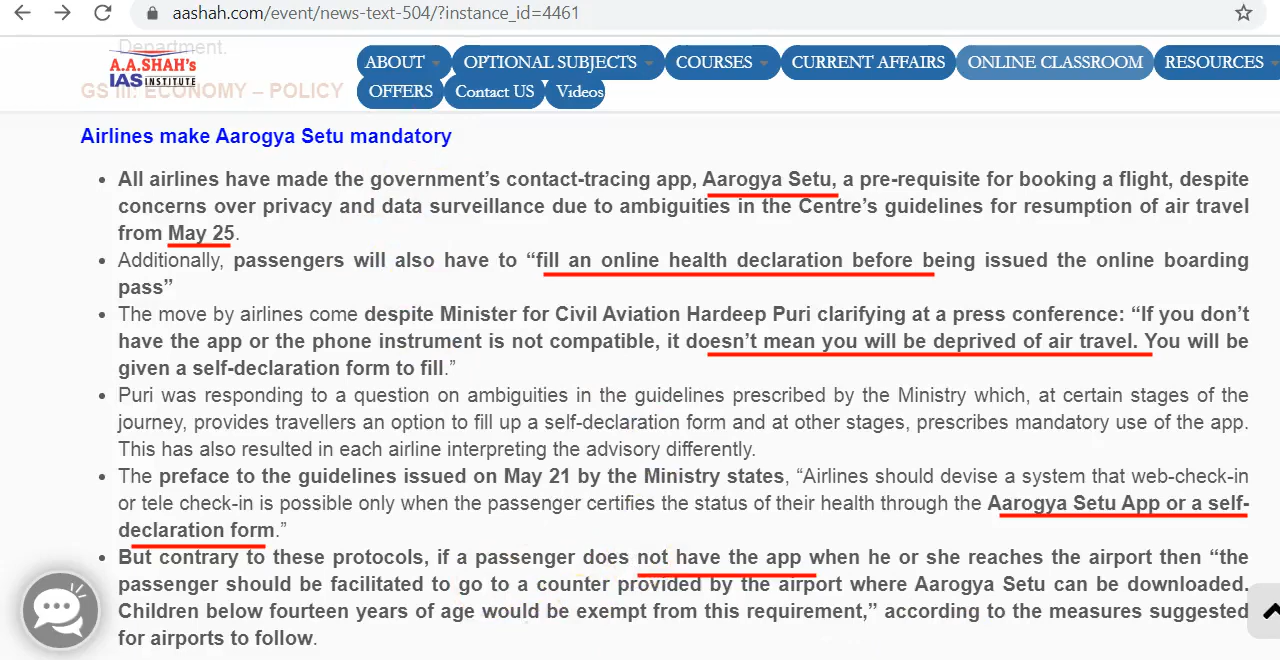 aashah.com/event/news-text-504/?instance_id=4461
Department.
A.A.SHAH's
IAS INSTITUTE
ABOUT OPTIONAL SUBJECTS COURSES CURRENT AFFAIRS ONLINE CLASSROOM RESOURCES
OFFERS Contact US Videos
GS III: ECONOMY – POLICY
Airlines make Aarogya Setu mandatory
• All airlines have made the government’s contact-tracing app, Aarogya Setu, a pre-requisite for booking a flight, despite
concerns over privacy and data surveillance due to ambiguities in the Centre’s guidelines for resumption of air travel
from May 25.
• Additionally, passengers will also have to “fill an online health declaration before being issued the online boarding
pass”
• The move by airlines come despite Minister for Civil Aviation Hardeep Puri clarifying at a press conference: “If you don’t
have the app or the phone instrument is not compatible, it doesn’t mean you will be deprived of air travel. You will be
given a self-declaration form to fill.”
• Puri was responding to a question on ambiguities in the guidelines prescribed by the Ministry which, at certain stages of the
journey, provides travellers an option to fill up a self-declaration form and at other stages, prescribes mandatory use of the app.
This has also resulted in each airline interpreting the advisory differently.
• The preface to the guidelines issued on May 21 by the Ministry states, “Airlines should devise a system that web-check-in
or tele check-in is possible only when the passenger certifies the status of their health through the Aarogya Setu App or a self-
declaration form.”
• But contrary to these protocols, if a passenger does not have the app when he or she reaches the airport then “the
passenger should be facilitated to go to a counter provided by the airport where Aarogya Setu can be downloaded.
Children below fourteen years of age would be exempt from this requirement,” according to the measures suggested
for airports to follow.